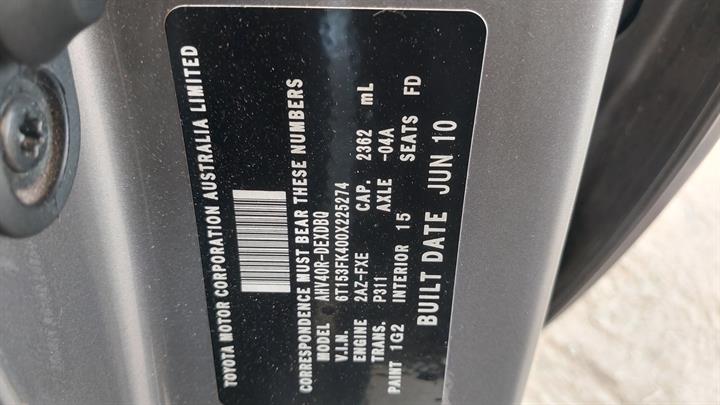 TOYOTA MOTOR CORPORATION AUSTRALIA LIMITED
CORRESPONDENCE MUST BEAR THESE NUMBERS
MODEL AHV40R-DEXDBQ
V.I.N. 6T153FK400X225274
ENGINE 2AZ-FXE CAP. 2362 mL
TRANS. P311 AXLE -04A
PAINT 1G2 INTERIOR 15 SEATS FD
BUILT DATE JUN 10